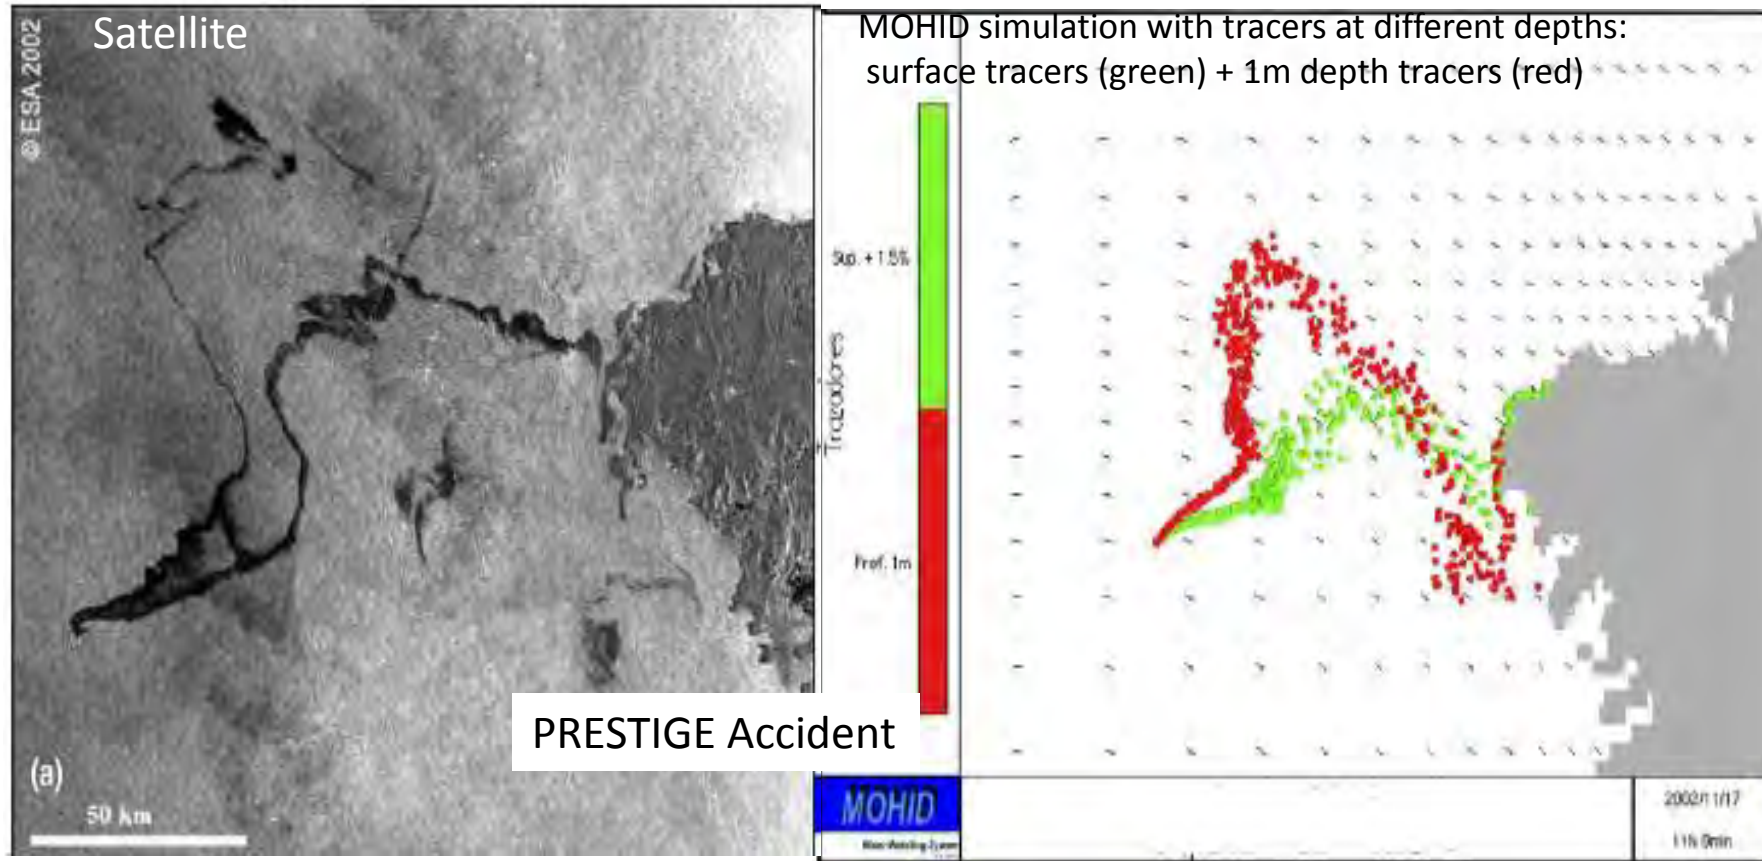 © ESA 2002
Satellite
(a)
50 km
MOHID simulation with tracers at different depths:
surface tracers (green) + 1m depth tracers (red)
Sup. + 1.5%
Prof. 1m
PRESTIGE Accident
MOHID
2002/11/17